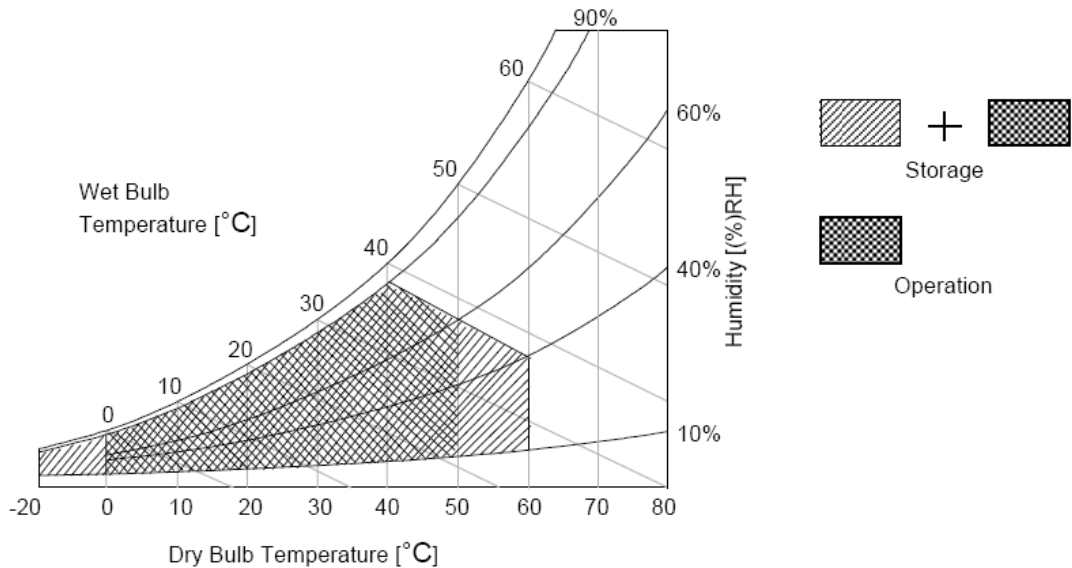 90%
60
60%
Storage
50
Wet Bulb
Temperature [°C]
40
Humidity [(%)RH]
40%
Operation
30
20
10
0
10%
-20 0 10 20 30 40 50 60 70 80
Dry Bulb Temperature [°C]